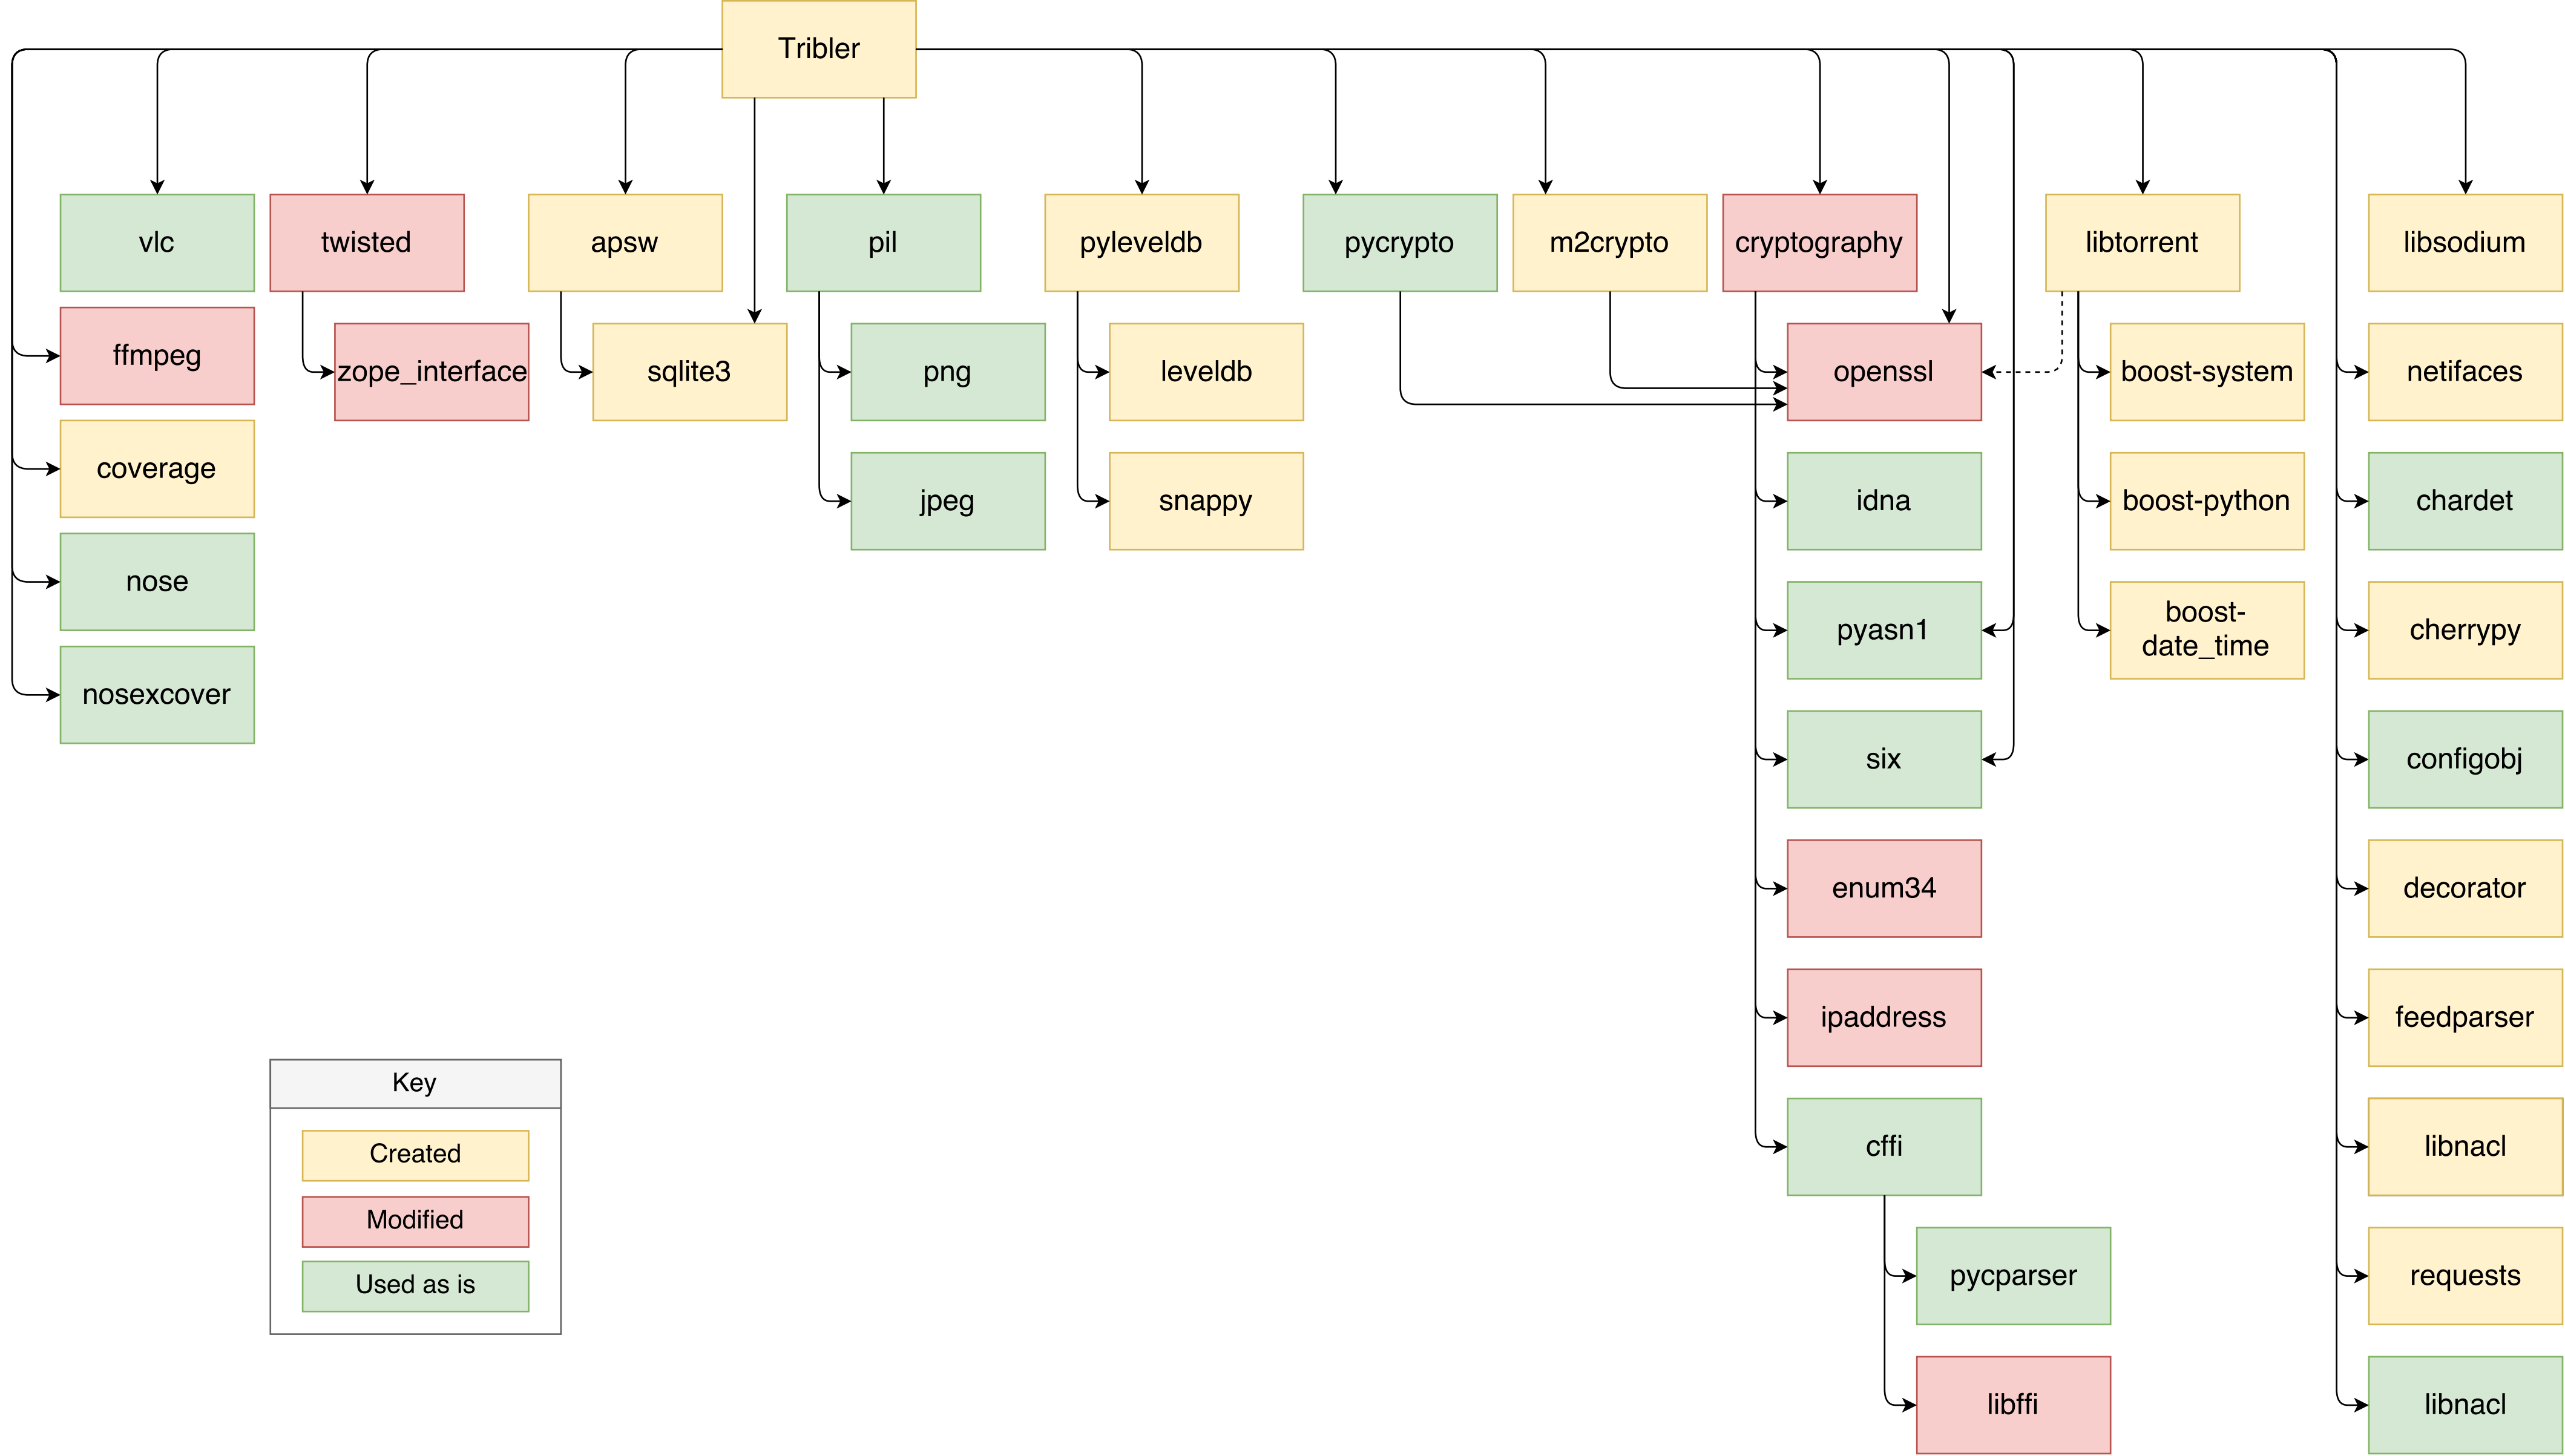 Tribler
vlc
twisted
apsw
pil
pyleveldb
pycrypto
m2crypto
cryptography
libtorrent
libsodium
ffmpeg
zope_interface
sqlite3
png
leveldb
openssl
boost-system
netifaces
coverage
jpeg
snappy
idna
boost-python
chardet
nose
pyasn1
boost-
date_time
cherrypy
nosexcover
six
configobj
enum34
decorator
ipaddress
feedparser
Key
Created
Modified
Used as is
cffi
libnacl
pycparser
requests
libffi
libnacl